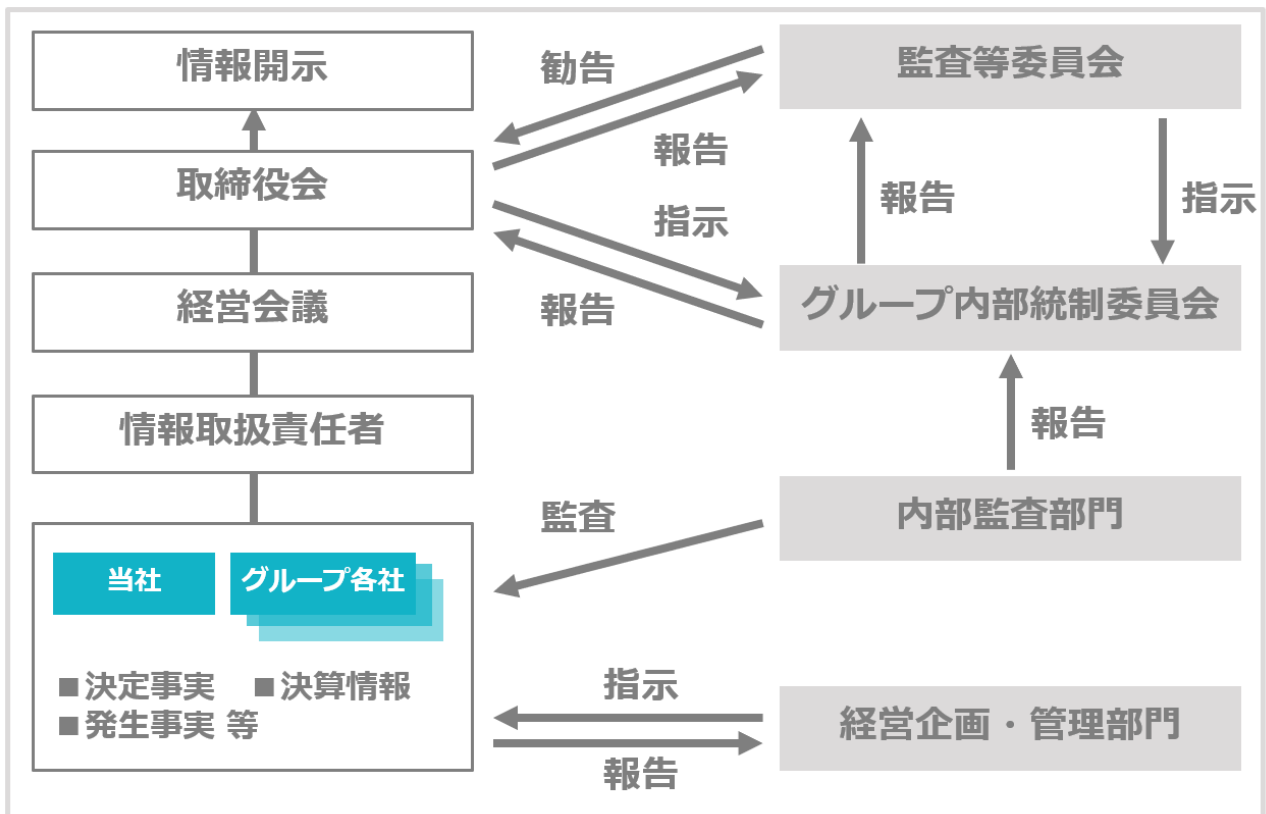 情報開示
勧告
監査等委員会
報告
取締役会
指示
報告
指示
経営会議
報告
グループ内部統制委員会
情報取扱責任者
報告
監査
内部監査部門
当社
グループ各社
■決定事実 ■決算情報
■発生事実 等
指示
経営企画・管理部門
報告